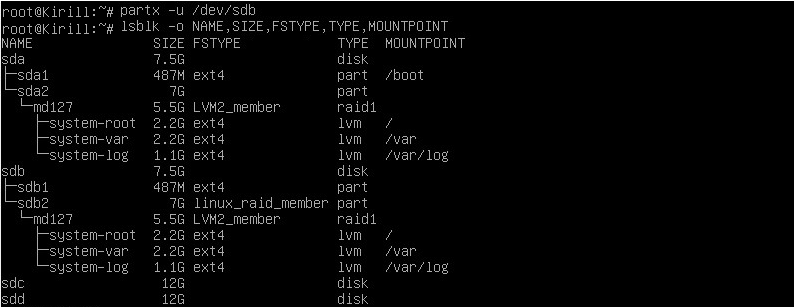 root@Kirill:~# partx -u /dev/sdb
root@Kirill:~# lsblk -o NAME,SIZE,FSTYPE,TYPE,MOUNTPOINT
NAME                SIZE FSTYPE            TYPE  MOUNTPOINT
sda                 7.5G                   disk
├─sda1              487M ext4              part  /boot
└─sda2                7G                   part
  └─md127           5.5G LVM2_member       raid1
    ├─system-root   2.2G ext4              lvm   /
    ├─system-var    2.2G ext4              lvm   /var
    └─system-log    1.1G ext4              lvm   /var/log
sdb                 7.5G                   disk
├─sdb1              487M ext4              part
└─sdb2                7G linux_raid_member part
  └─md127           5.5G LVM2_member       raid1
    ├─system-root   2.2G ext4              lvm   /
    ├─system-var    2.2G ext4              lvm   /var
    └─system-log    1.1G ext4              lvm   /var/log
sdc                  12G                   disk
sdd                  12G                   disk